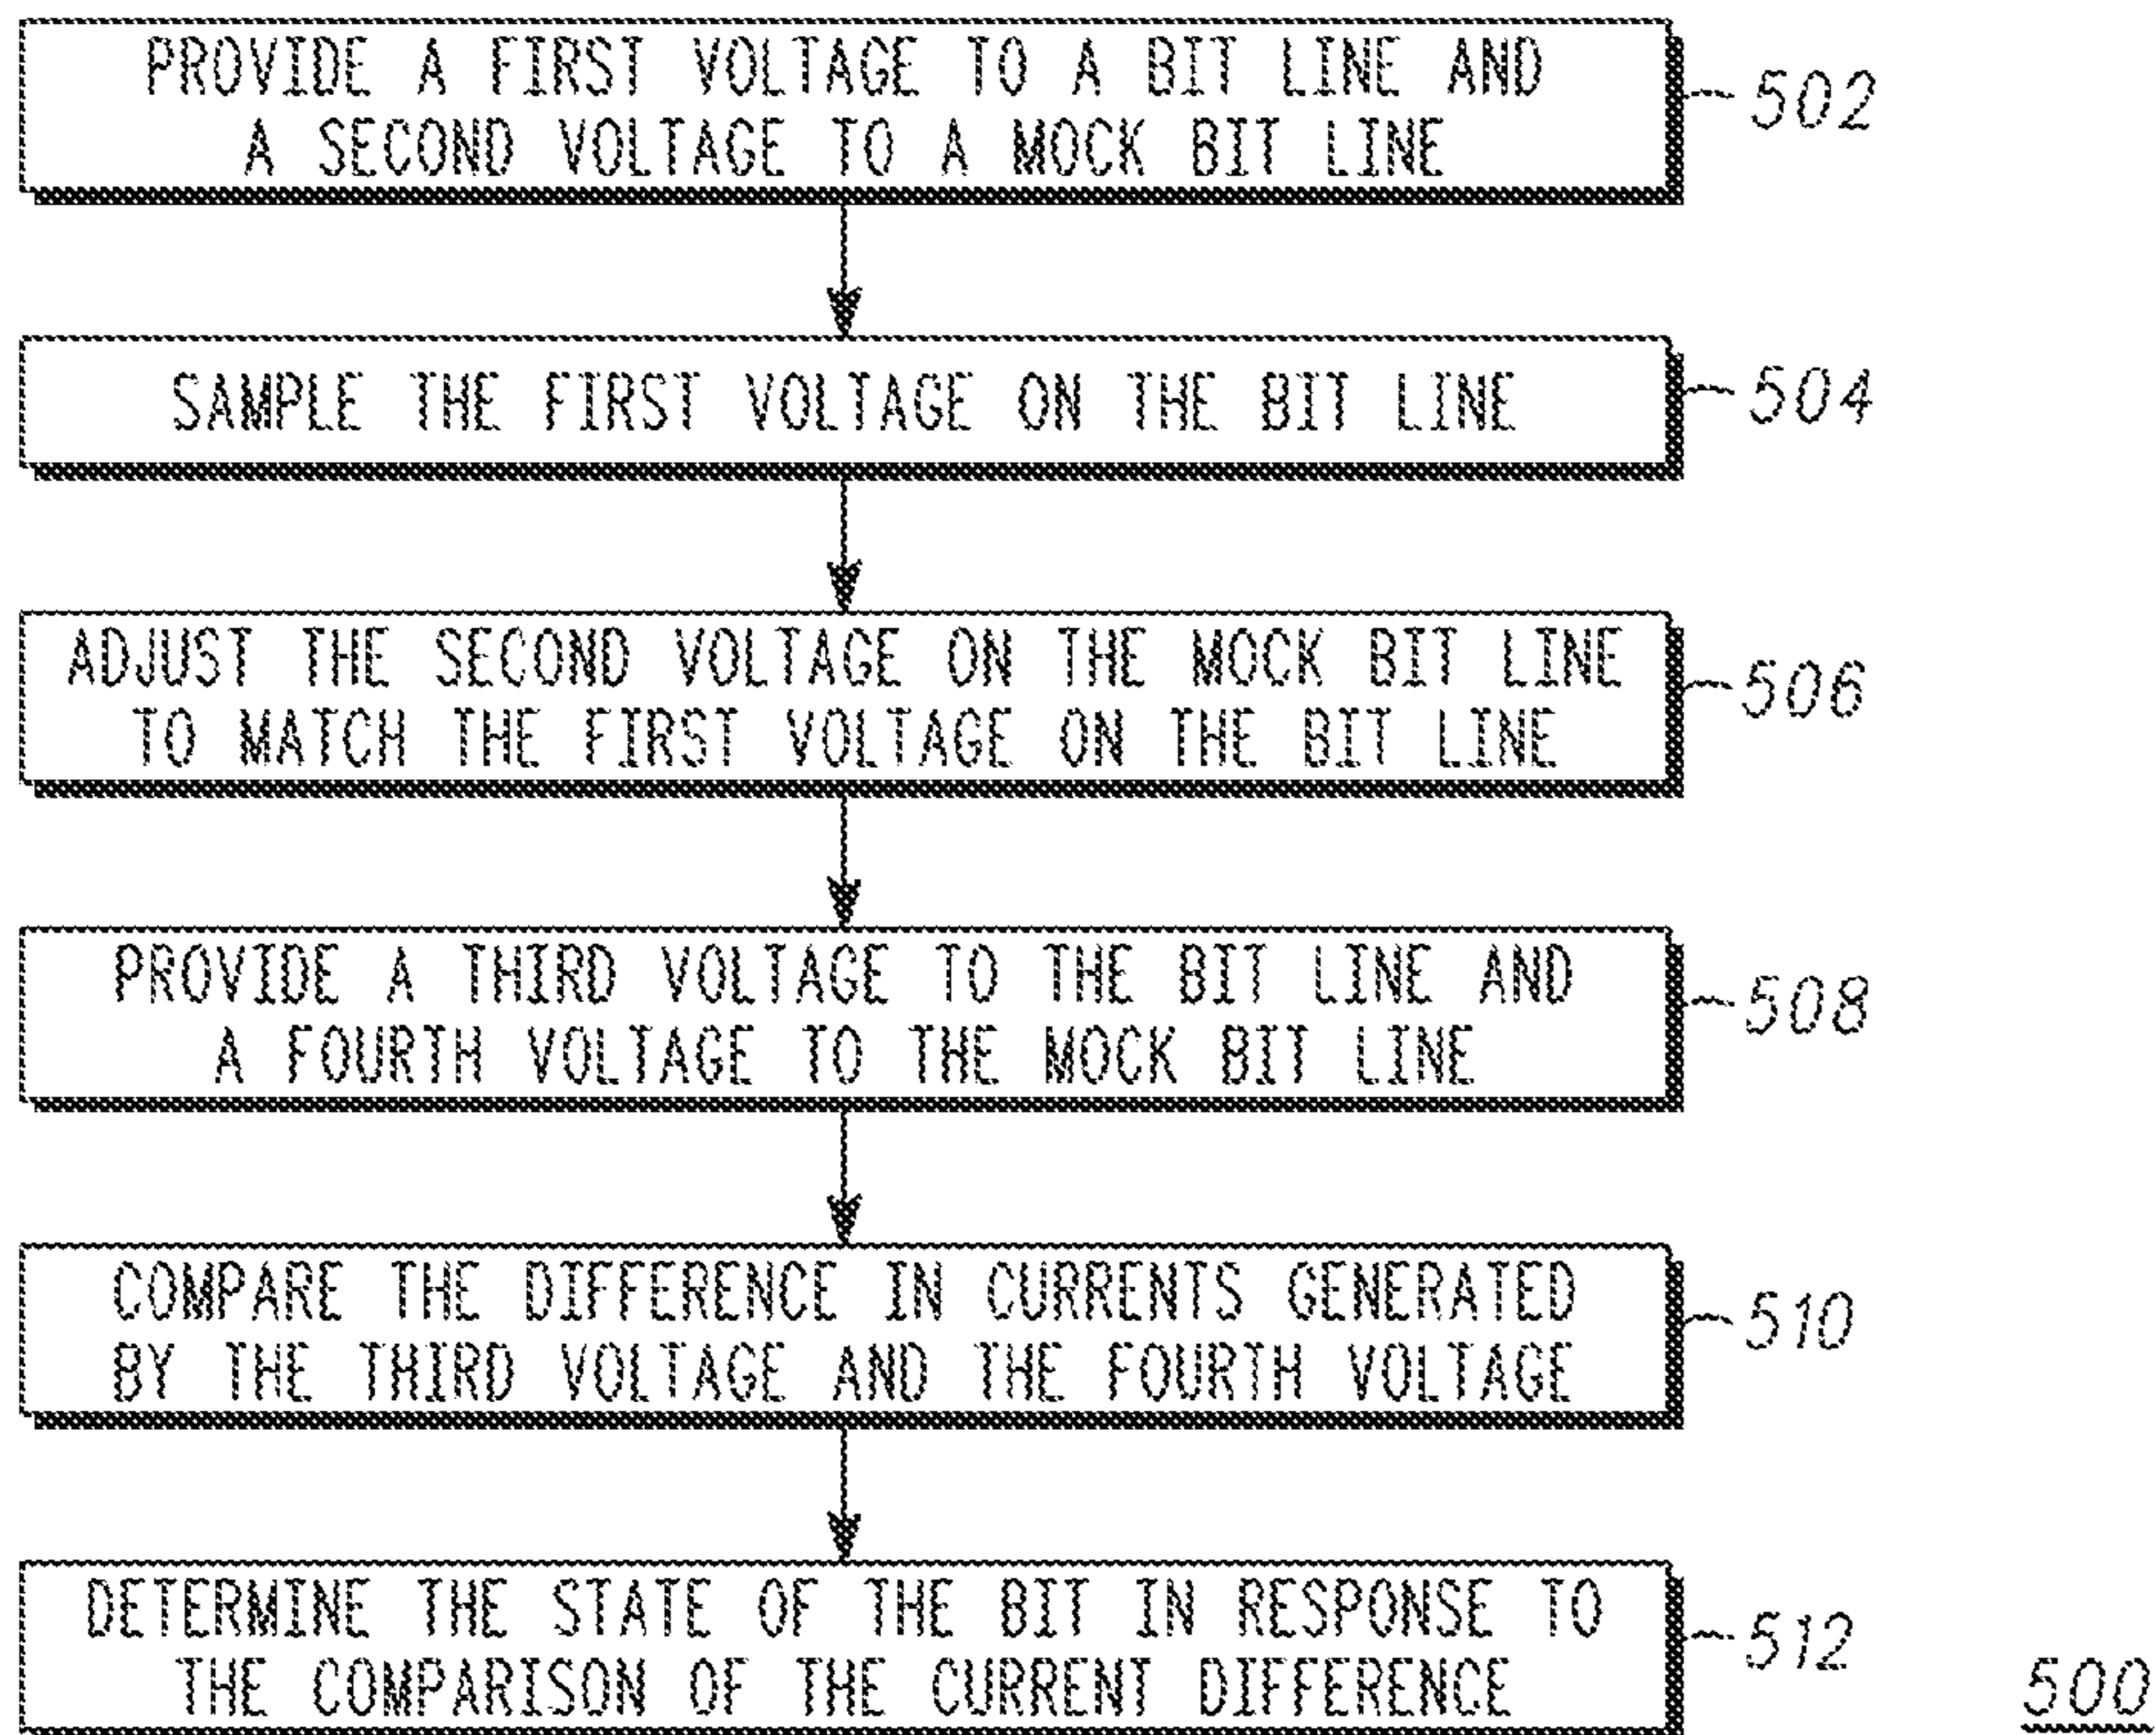 PROVIDE A FIRST VOLTAGE TO A BIT LINE AND
A SECOND VOLTAGE TO A MOCK BIT LINE
502
SAMPLE THE FIRST VOLTAGE ON THE BIT LINE
504
ADJUST THE SECOND VOLTAGE ON THE MOCK BIT LINE
TO MATCH THE FIRST VOLTAGE ON THE BIT LINE
506
PROVIDE A THIRD VOLTAGE TO THE BIT LINE AND
A FOURTH VOLTAGE TO THE MOCK BIT LINE
508
COMPARE THE DIFFERENCE IN CURRENTS GENERATED
BY THE THIRD VOLTAGE AND THE FOURTH VOLTAGE
510
DETERMINE THE STATE OF THE BIT IN RESPONSE TO
THE COMPARISON OF THE CURRENT DIFFERENCE
512
500